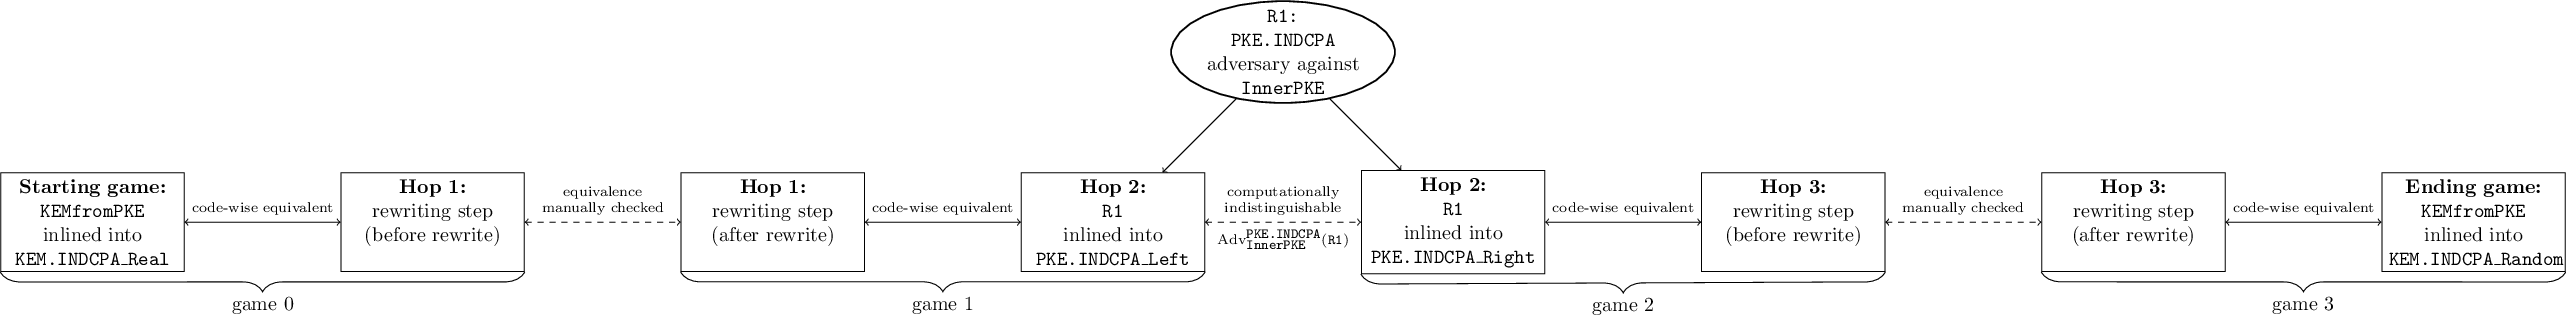 R1:
PKE.INDCPA
adversary against
InnerPKE
Starting game:
KEMfromPKE
inlined into
KEM.INDCPA_Real
code-wise equivalent
Hop 1:
rewriting step
(before rewrite)
equivalence
manually checked
Hop 1:
rewriting step
(after rewrite)
code-wise equivalent
Hop 2:
R1
inlined into
PKE.INDCPA_Left
computationally
indistinguishable
Adv^{PKE.INDCPA}_{InnerPKE}(R1)
Hop 2:
R1
inlined into
PKE.INDCPA_Right
code-wise equivalent
Hop 3:
rewriting step
(before rewrite)
equivalence
manually checked
Hop 3:
rewriting step
(after rewrite)
code-wise equivalent
Ending game:
KEMfromPKE
inlined into
KEM.INDCPA_Random
game 0
game 1
game 2
game 3